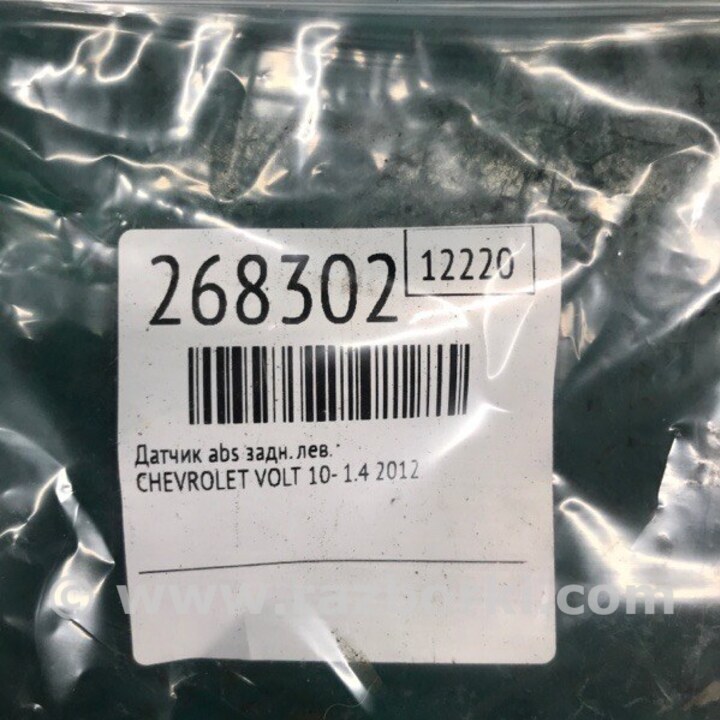 268302
12220
Датчик abs задн. лев.
CHEVROLET VOLT 10- 1.4 2012